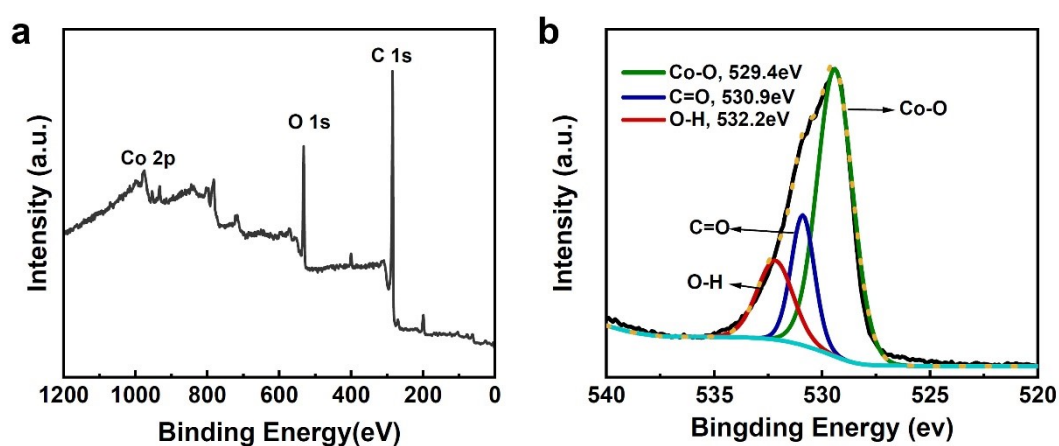 a
C 1s
O 1s
Co 2p
Intensity (a.u.)
1200 1000 800 600 400 200 0
Binding Energy(eV)
b
Co-O, 529.4eV
C=O, 530.9eV
O-H, 532.2eV
Co-O
C=O
O-H
Intensity (a.u.)
540 535 530 525 520
Bingding Energy (ev)